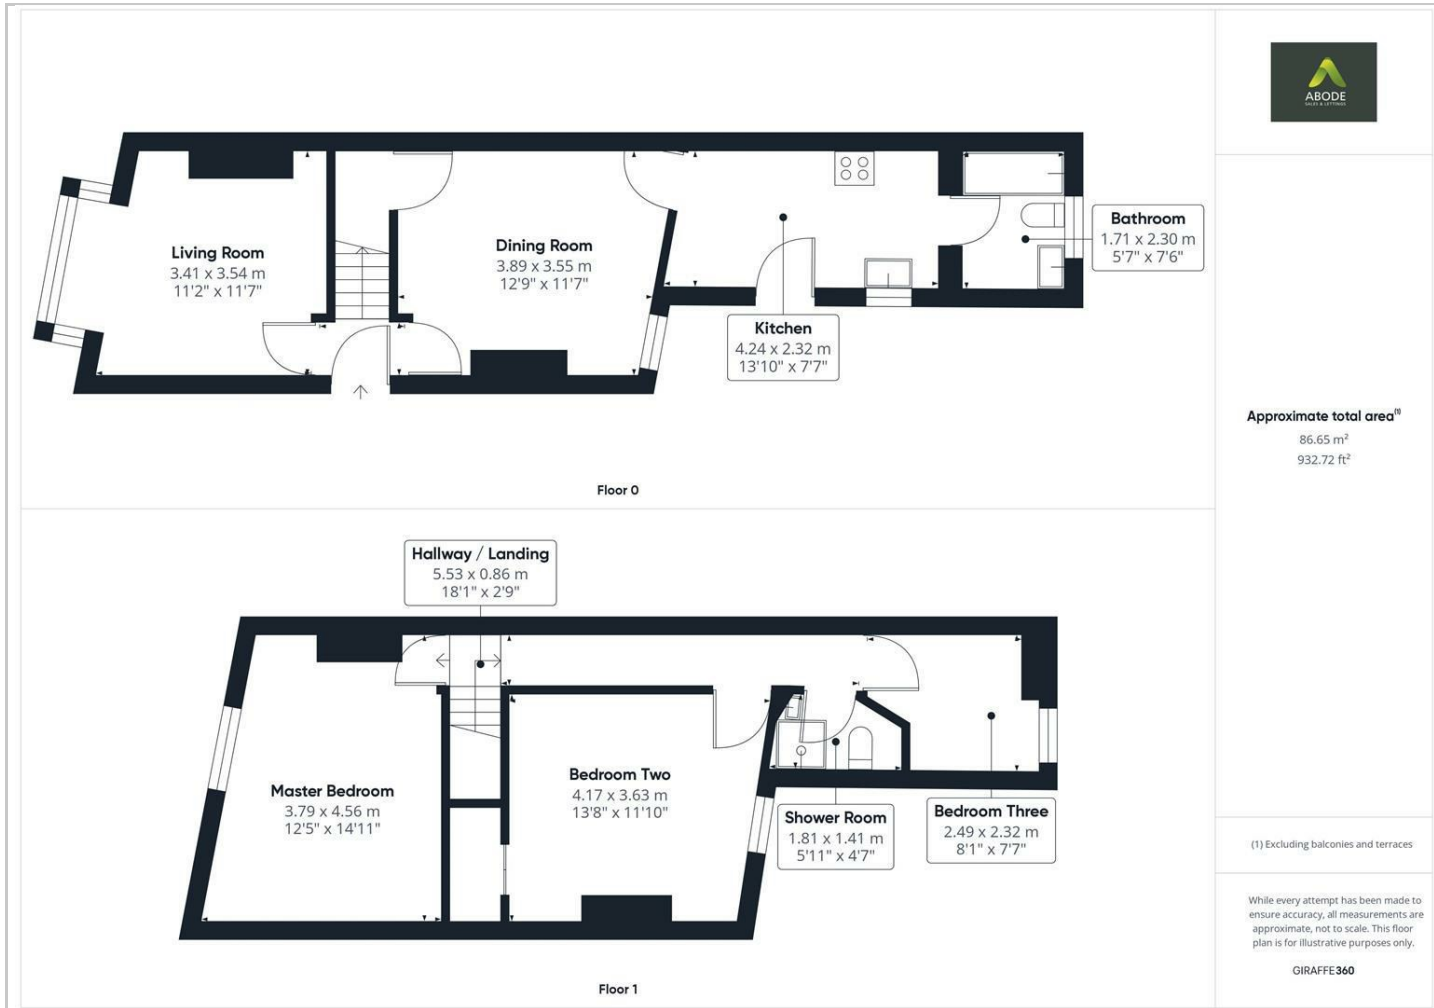 ABODE
SALES & LETTINGS
Living Room
3.41 x 3.54 m
11'2" x 11'7"
Dining Room
3.89 x 3.55 m
12'9" x 11'7"
Kitchen
4.24 x 2.32 m
13'10" x 7'7"
Bathroom
1.71 x 2.30 m
5'7" x 7'6"
Floor 0
Hallway / Landing
5.53 x 0.86 m
18'1" x 2'9"
Master Bedroom
3.79 x 4.56 m
12'5" x 14'11"
Bedroom Two
4.17 x 3.63 m
13'8" x 11'10"
Shower Room
1.81 x 1.41 m
5'11" x 4'7"
Bedroom Three
2.49 x 2.32 m
8'1" x 7'7"
Floor 1
Approximate total area(1)
86.65 m²
932.72 ft²
(1) Excluding balconies and terraces
While every attempt has been made to
ensure accuracy, all measurements are
approximate, not to scale. This floor
plan is for illustrative purposes only.
GIRAFFE360